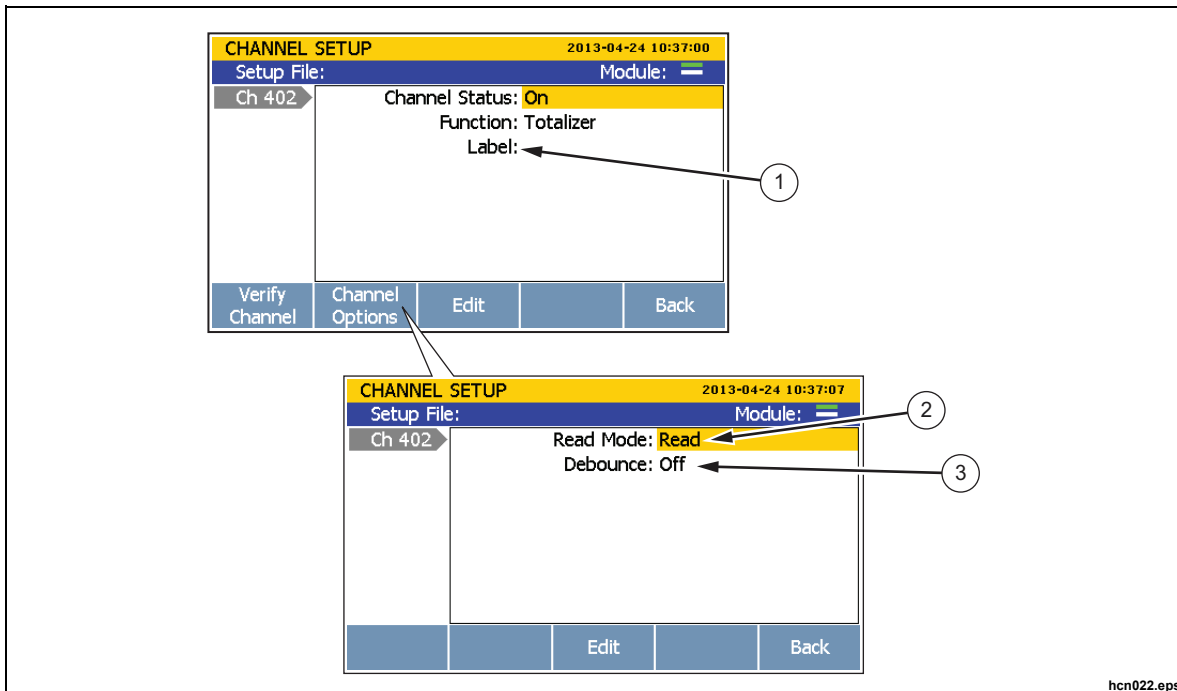 CHANNEL SETUP 2013-04-24 10:37:00
Setup File: Module:
Ch 402 Channel Status: On
Function: Totalizer
Label:
1
Verify Channel Channel Options Edit Back
CHANNEL SETUP 2013-04-24 10:37:07
Setup File: Module:
2
Ch 402 Read Mode: Read
Debounce: Off
3
Edit Back
hcn022.eps